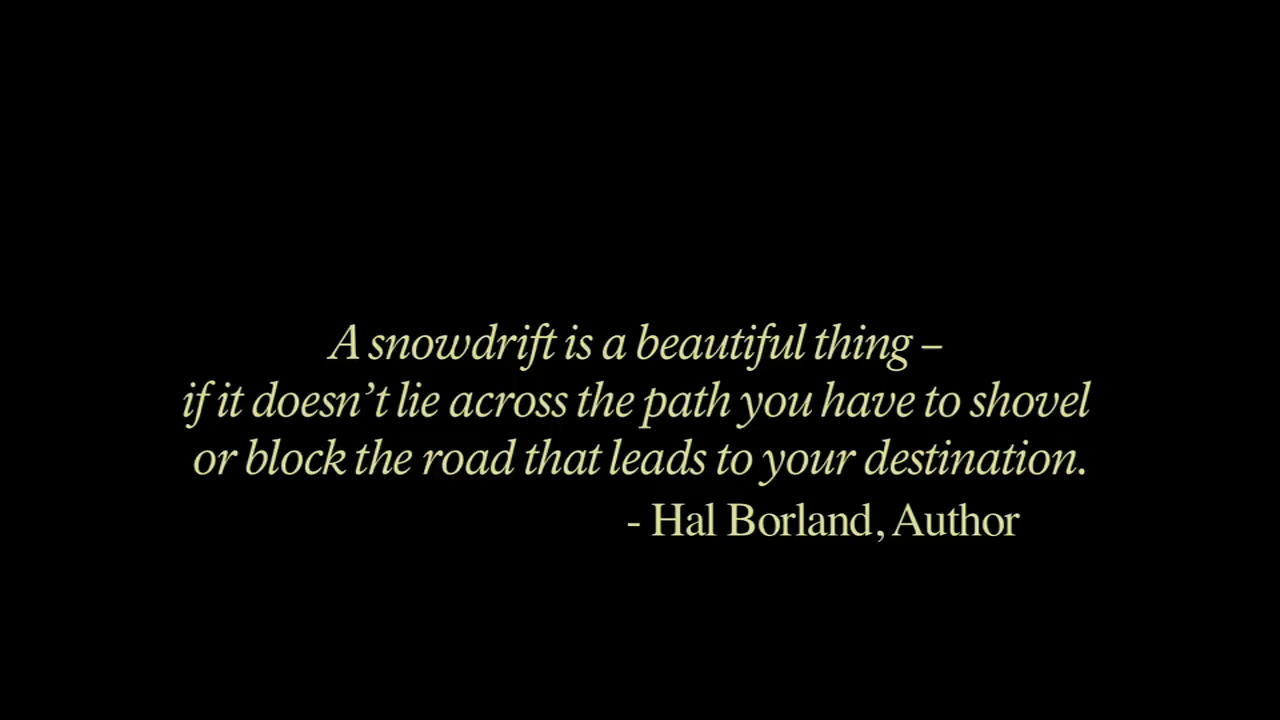 A snowdrift is a beautiful thing –
if it doesn’t lie across the path you have to shovel
or block the road that leads to your destination.
- Hal Borland, Author